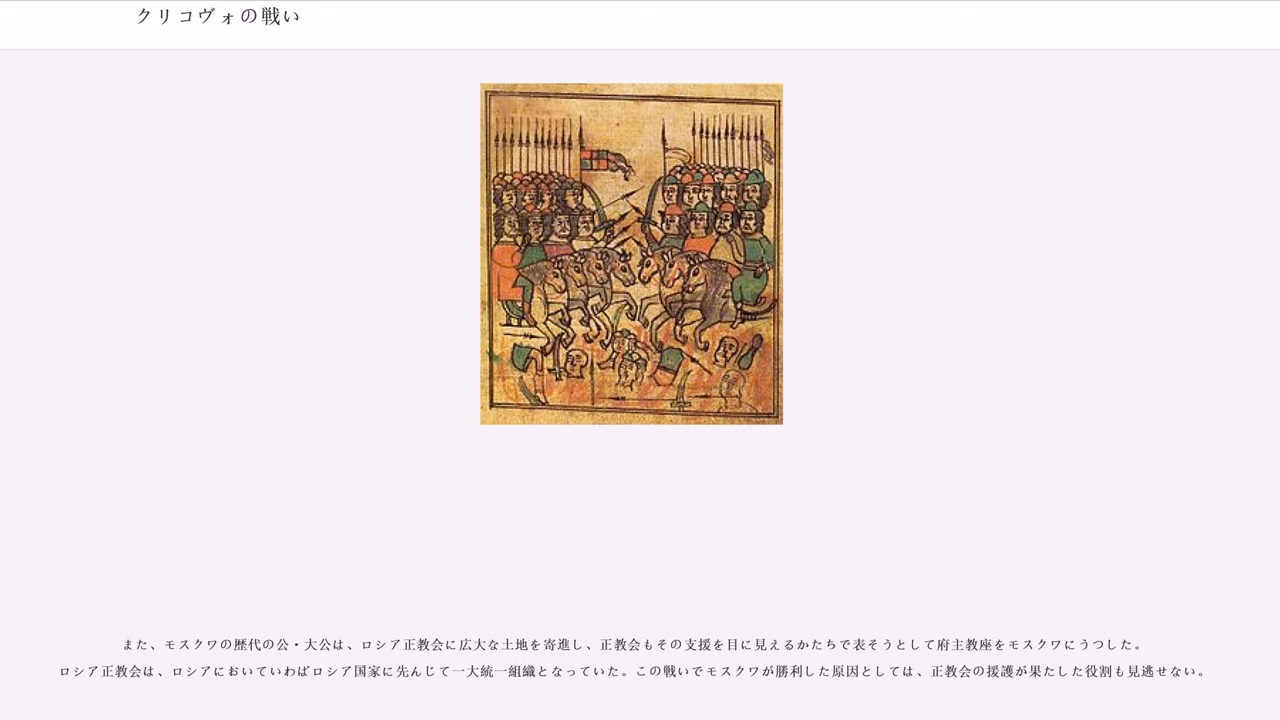 クリコヴォの戦い
また、モスクワの歴代の公・大公は、ロシア正教会に広大な土地を寄進し、正教会もその支援を目に見えるかたちで表そうとして府主教座をモスクワにうつした。
ロシア正教会は、ロシアにおいていわばロシア国家に先んじて一大統一組織となっていた。この戦いでモスクワが勝利した原因としては、正教会の援護が果たした役割も見逃せない。